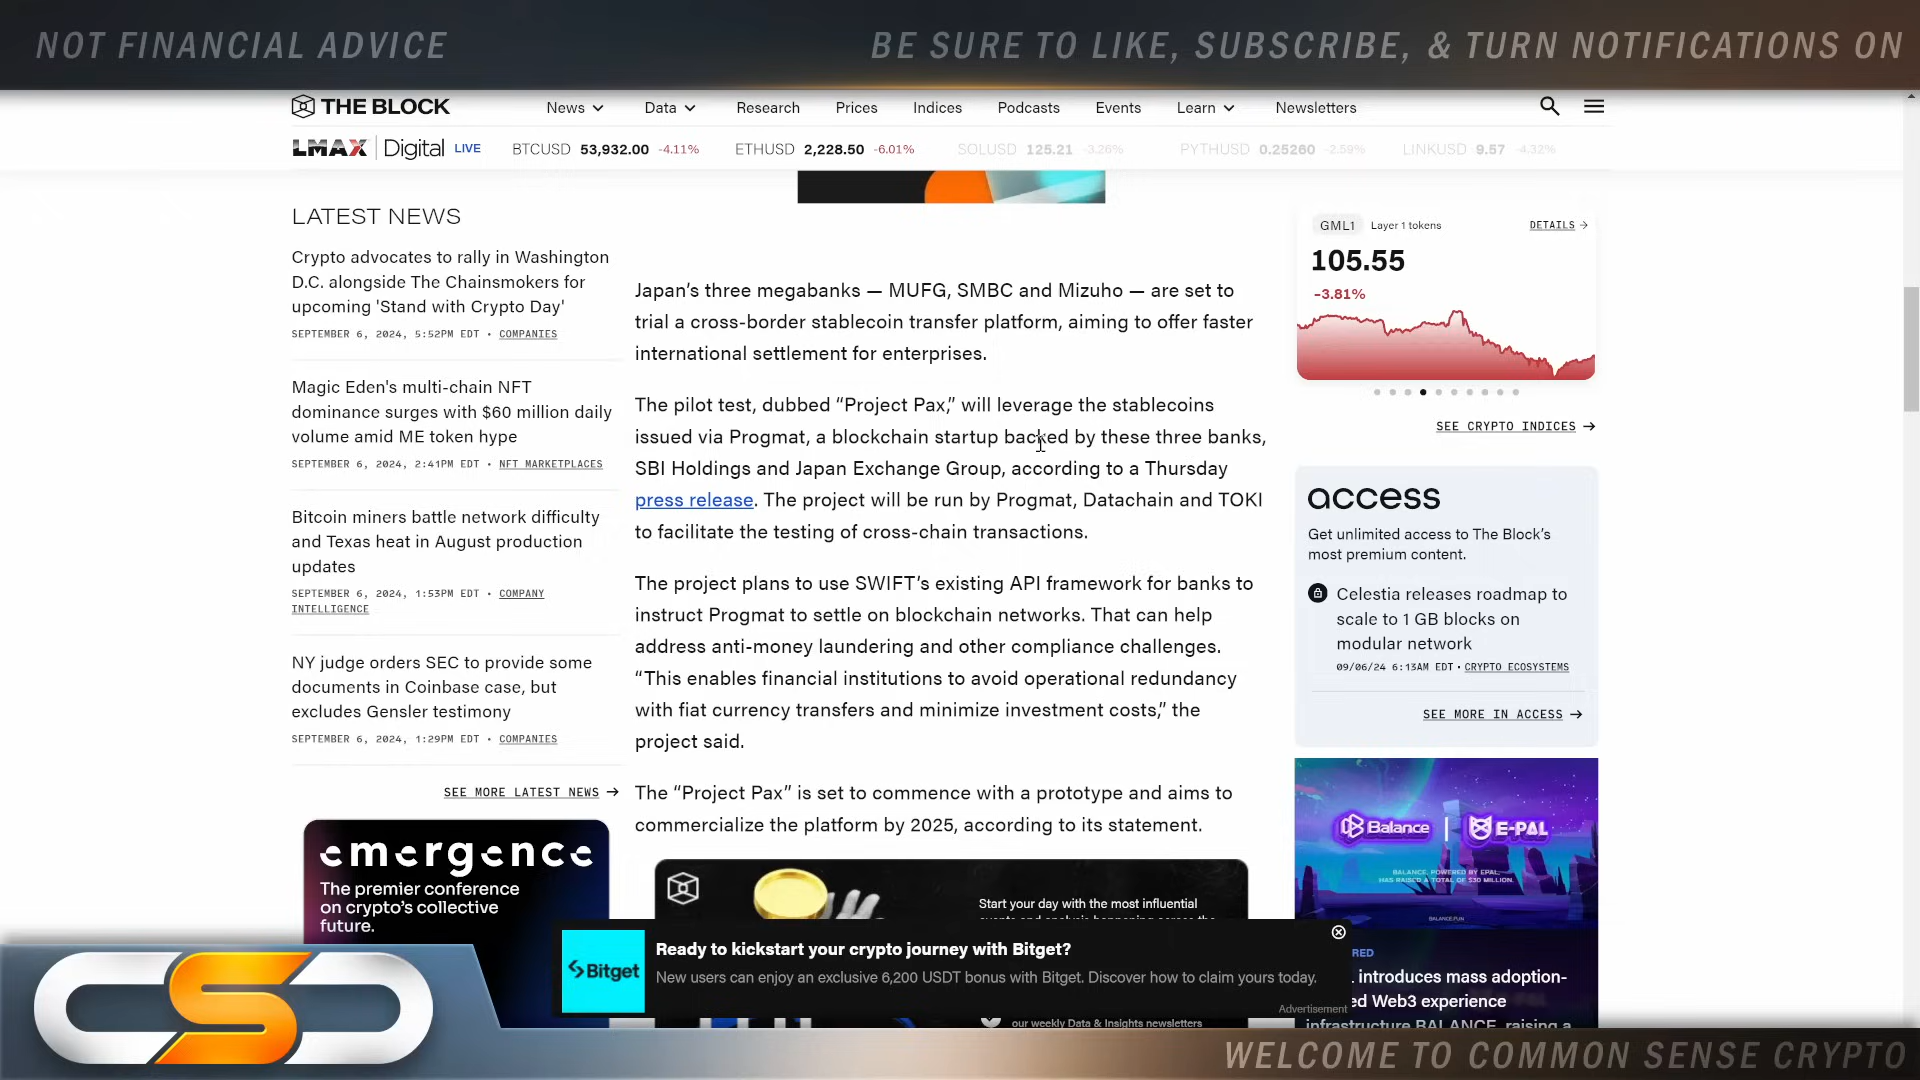 NOT FINANCIAL ADVICE
BE SURE TO LIKE, SUBSCRIBE, & TURN NOTIFICATIONS ON
THE BLOCK
News
Data
Research
Prices
Indices
Podcasts
Events
Learn
Newsletters
LMAX Digital LIVE
BTCUSD 53,932.00 -4.11%
ETHUSD 2,228.50 -6.01%
SOLUSD 125.21 -3.26%
PYTHUSD 0.25260 -2.59%
LINKUSD 9.57 -4.32%
LATEST NEWS
Crypto advocates to rally in Washington
D.C. alongside The Chainsmokers for
upcoming 'Stand with Crypto Day'
SEPTEMBER 6, 2024, 5:52PM EDT • COMPANIES
Magic Eden's multi-chain NFT
dominance surges with $60 million daily
volume amid ME token hype
SEPTEMBER 6, 2024, 2:41PM EDT • NFT MARKETPLACES
Bitcoin miners battle network difficulty
and Texas heat in August production
updates
SEPTEMBER 6, 2024, 1:53PM EDT • COMPANY
INTELLIGENCE
NY judge orders SEC to provide some
documents in Coinbase case, but
excludes Gensler testimony
SEPTEMBER 6, 2024, 1:29PM EDT • COMPANIES
SEE MORE LATEST NEWS →
emergence
The premier conference
on crypto's collective
future.
Japan's three megabanks — MUFG, SMBC and Mizuho — are set to
trial a cross-border stablecoin transfer platform, aiming to offer faster
international settlement for enterprises.
The pilot test, dubbed “Project Pax,” will leverage the stablecoins
issued via Progmat, a blockchain startup backed by these three banks,
SBI Holdings and Japan Exchange Group, according to a Thursday
press release. The project will be run by Progmat, Datachain and TOKI
to facilitate the testing of cross-chain transactions.
The project plans to use SWIFT's existing API framework for banks to
instruct Progmat to settle on blockchain networks. That can help
address anti-money laundering and other compliance challenges.
“This enables financial institutions to avoid operational redundancy
with fiat currency transfers and minimize investment costs,” the
project said.
The “Project Pax” is set to commence with a prototype and aims to
commercialize the platform by 2025, according to its statement.
Start your day with the most influential
our weekly Data & Insights newsletters
Bitget
Ready to kickstart your crypto journey with Bitget?
New users can enjoy an exclusive 6,200 USDT bonus with Bitget. Discover how to claim yours today.
Advertisement
GML1 Layer 1 tokens
DETAILS →
105.55
-3.81%
SEE CRYPTO INDICES →
access
Get unlimited access to The Block's
most premium content.
Celestia releases roadmap to
scale to 1 GB blocks on
modular network
09/06/24 6:13AM EDT • CRYPTO ECOSYSTEMS
SEE MORE IN ACCESS →
Balance | E-PAL
BALANCE, POWERED BY EPAL,
HAS RAISED A TOTAL OF $30 MILLION.
BALANCE.FUN
RED
introduces mass adoption-
ed Web3 experience
infrastructure BALANCE, raising a
CSC
WELCOME TO COMMON SENSE CRYPTO